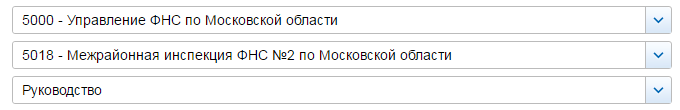 5000 - Управление ФНС по Московской области
5018 - Межрайонная инспекция ФНС №2 по Московской области
Руководство